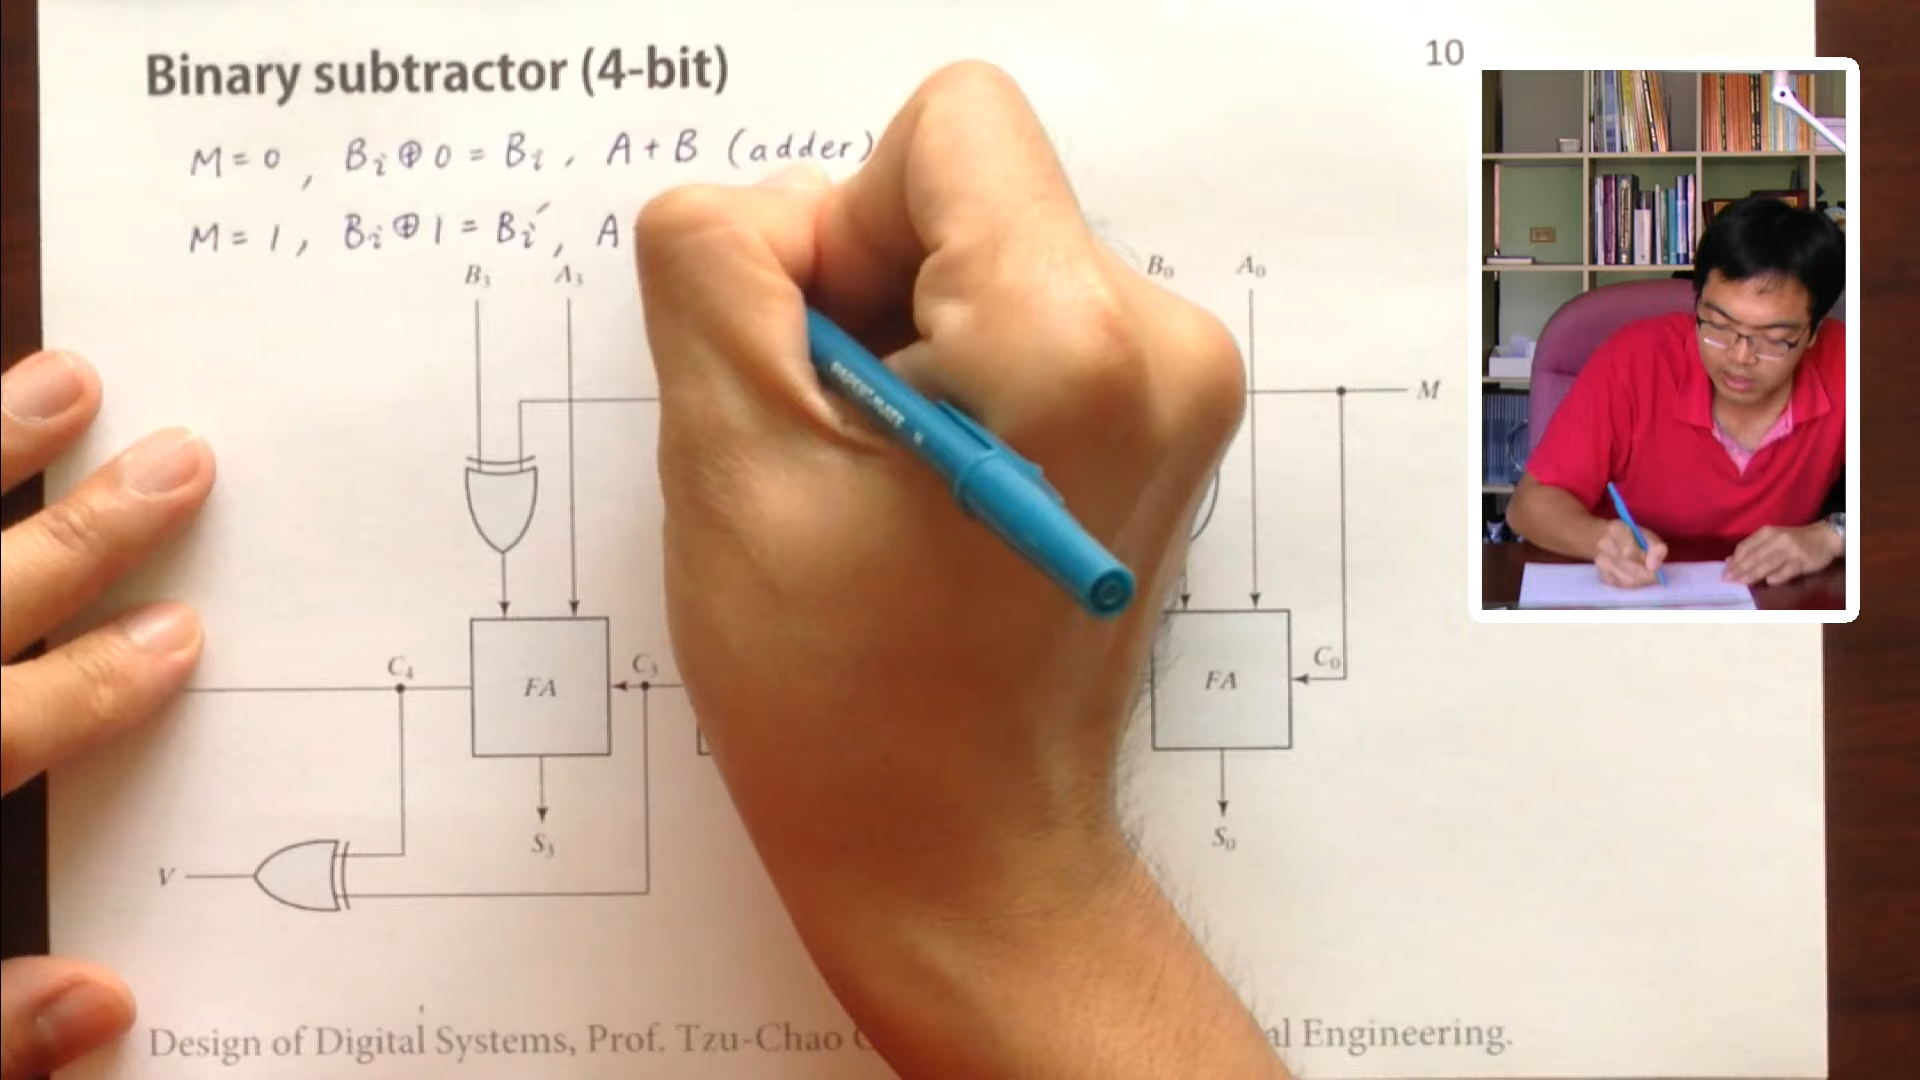 10
Binary subtractor (4-bit)
M = 0 , Bi ⊕ 0 = Bi , A + B (adder)
M = 1 , Bi ⊕ 1 = Bi′ , A
B3 A3 B0 A0
M
C4 FA C3 FA C0
S3 S0
V
Design of Digital Systems, Prof. Tzu-Chao Engineering.